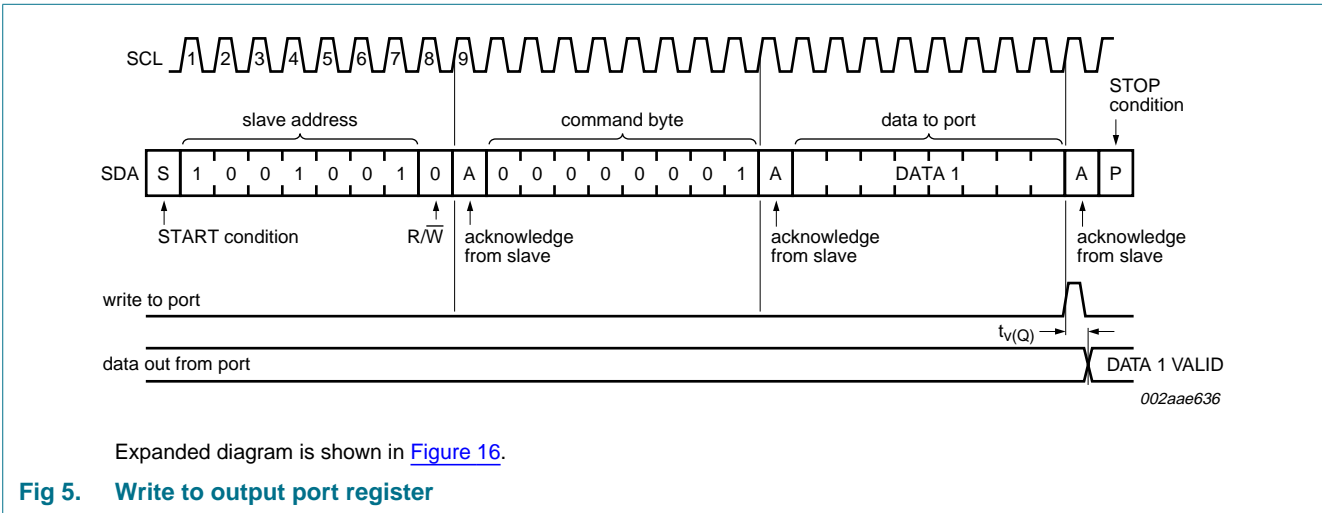 SCL 1 2 3 4 5 6 7 8 9
STOP
condition
slave address command byte data to port
SDA S 1 0 0 1 0 0 1 0 A 0 0 0 0 0 0 0 1 A DATA 1 A P
START condition R/W̅ acknowledge from slave acknowledge from slave acknowledge from slave
write to port
tv(Q)
data out from port DATA 1 VALID
002aae636
Expanded diagram is shown in Figure 16.
Fig 5. Write to output port register